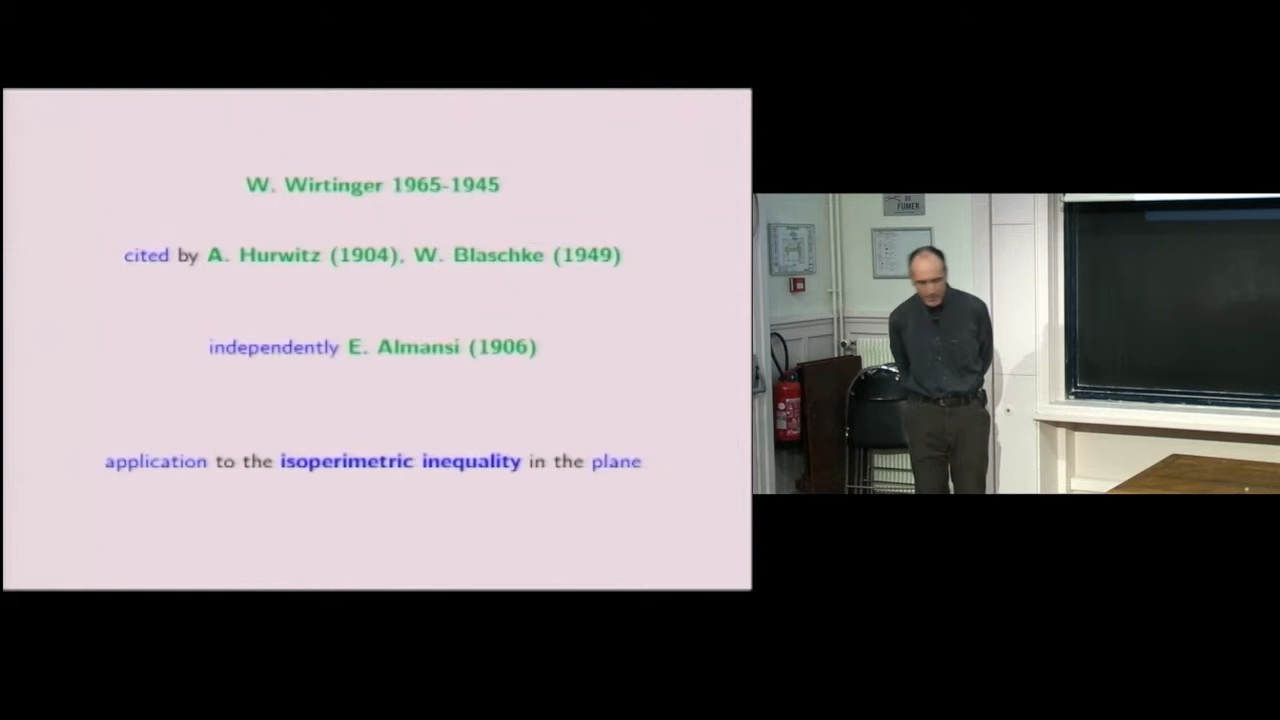 W. Wirtinger 1965-1945
cited by A. Hurwitz (1904), W. Blaschke (1949)
independently E. Almansi (1906)
application to the isoperimetric inequality in the plane
FUMER